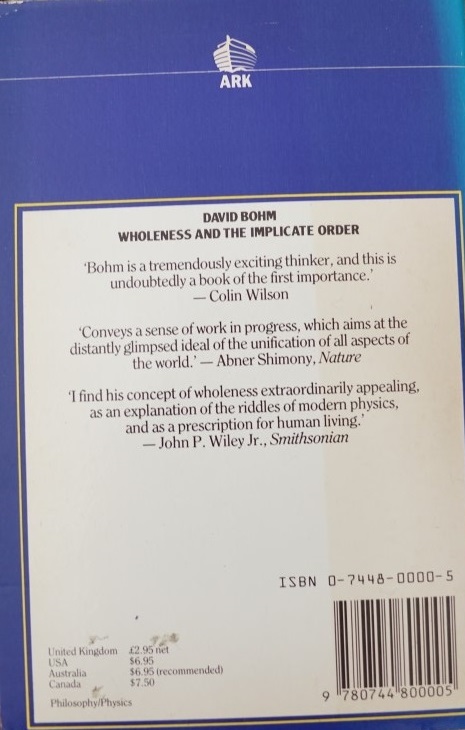 ARK
DAVID BOHM
WHOLENESS AND THE IMPLICATE ORDER
'Bohm is a tremendously exciting thinker, and this is
undoubtedly a book of the first importance.'
— Colin Wilson
'Conveys a sense of work in progress, which aims at the
distantly glimpsed ideal of the unification of all aspects of
the world.' — Abner Shimony, Nature
'I find his concept of wholeness extraordinarily appealing,
as an explanation of the riddles of modern physics,
and as a prescription for human living.'
— John P. Wiley Jr., Smithsonian
ISBN 0-7448-0000-5
9 780744 800005
United Kingdom £2.95 net
USA $6.95
Australia $6.95 (recommended)
Canada $7.50
Philosophy/Physics